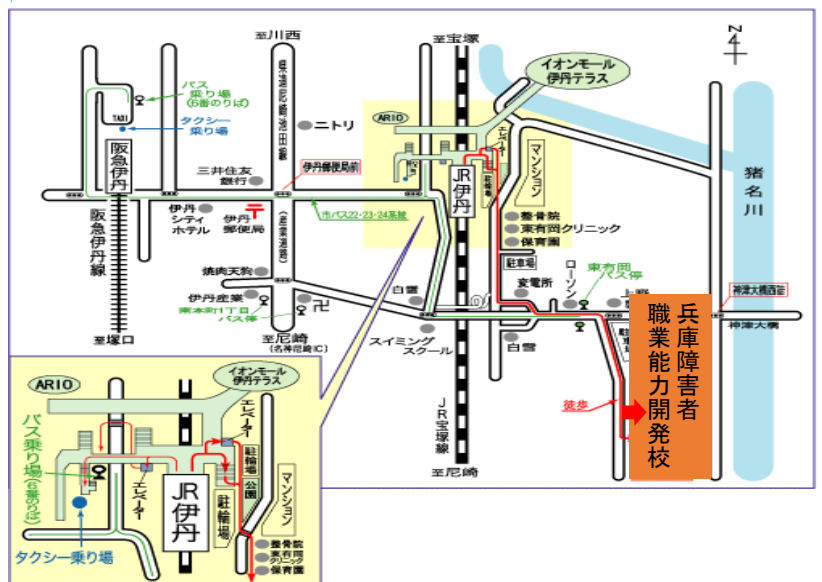 至川西
至宝塚
N
4
イオンモール
伊丹テラス
バス
乗り場
(6番のりば)
TAXI
タクシー
乗り場
ニトリ
ARIO
エレベーター
マンション
阪急伊丹
三井住友
銀行
伊丹郵便局前
JR伊丹
駐輪場
猪名川
伊丹
シティ
ホテル
伊丹
郵便局
市バス22・23・24系統
整骨院
東有岡クリニック
保育園
阪急伊丹線
駐車場
東有岡
バス停
ローソン
焼肉天狗
白雲
変電所
神津大橋西詰
伊丹産業
南本町1丁目
バス停
卍
神津大橋
至塚口
至尼崎
(名神尼崎IC)
スイミング
スクール
白雲
兵庫障害者
職業能力開発校
徒歩
JR宝塚線
至尼崎
ARIO
イオンモール
伊丹テラス
エレベーター
バス乗り場
(6番のりば)
エレベーター
駐輪場
公園
マンション
JR伊丹
駐輪場
タクシー乗り場
整骨院
東有岡
クリニック
保育園